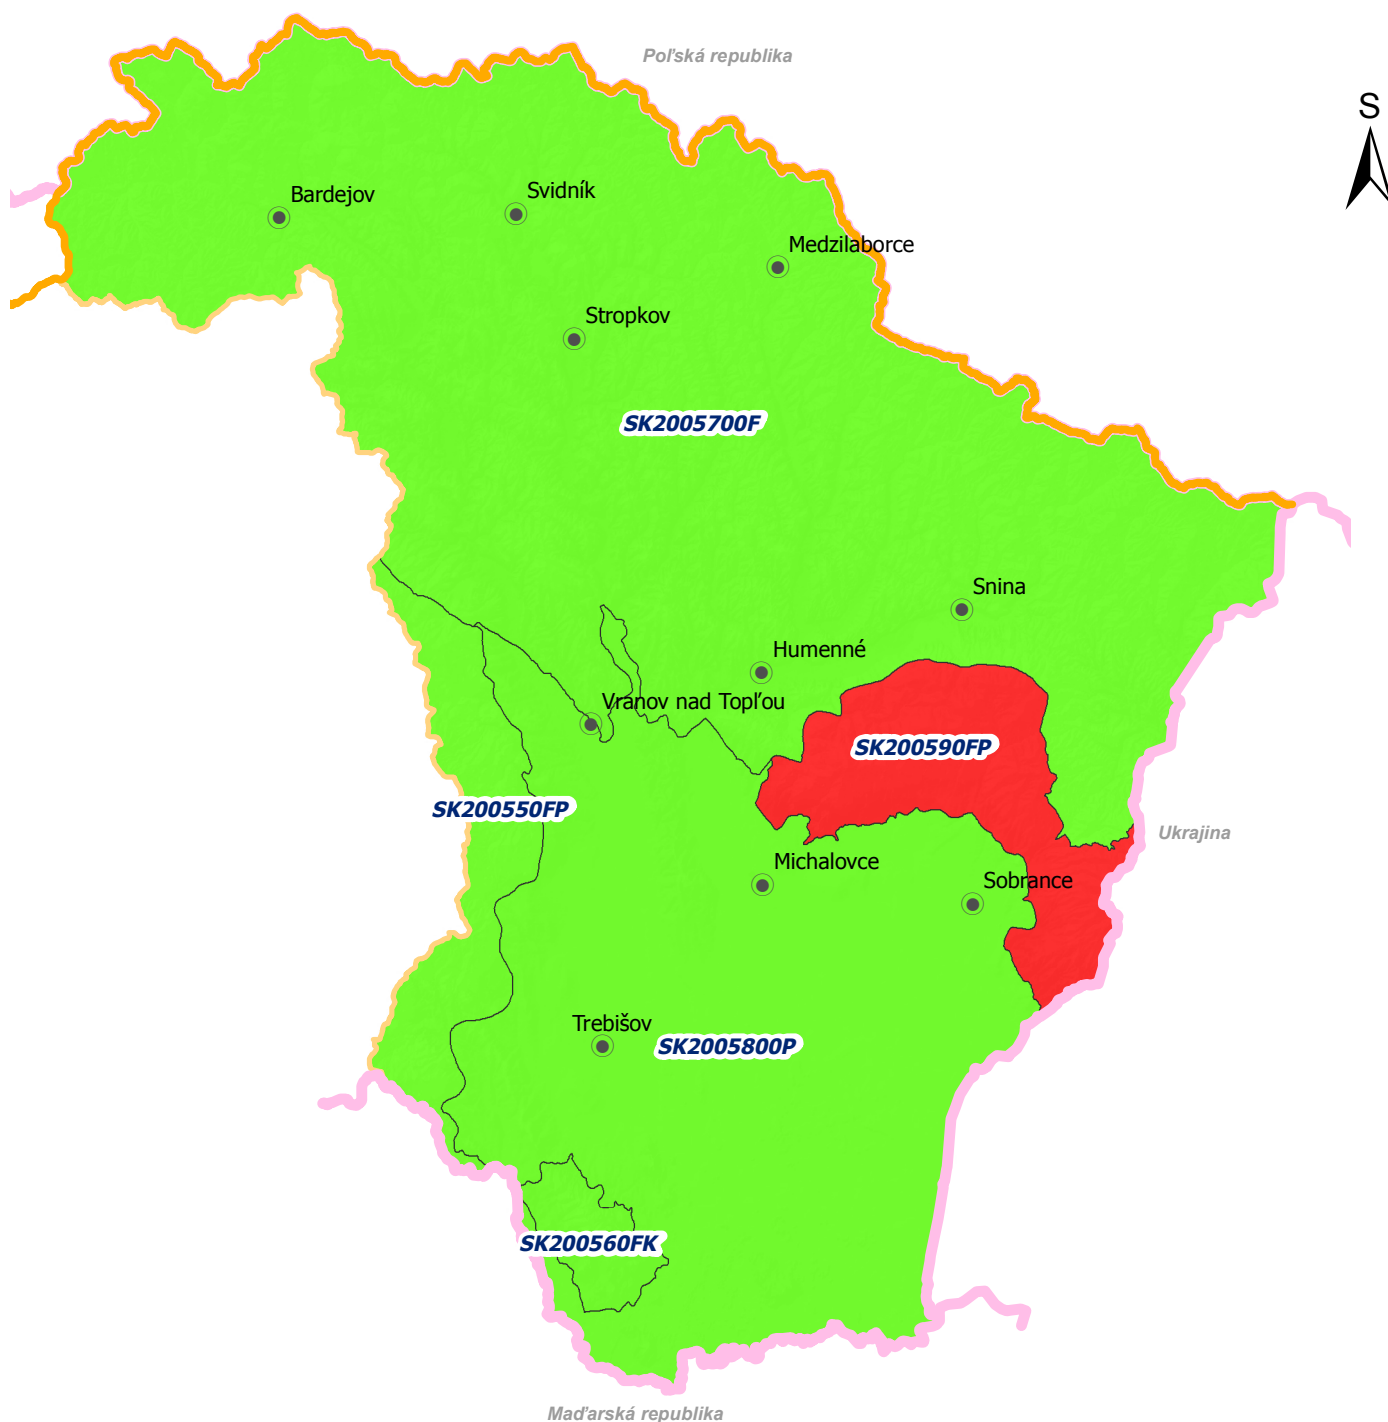 Poľská republika
S
Bardejov
Svidník
Medzilaborce
Stropkov
SK2005700F
Snina
Humenné
Vranov nad Topľou
SK200590FP
SK200550FP
Ukrajina
Michalovce
Sobrance
Trebišov
SK2005800P
SK200560FK
Maďarská republika